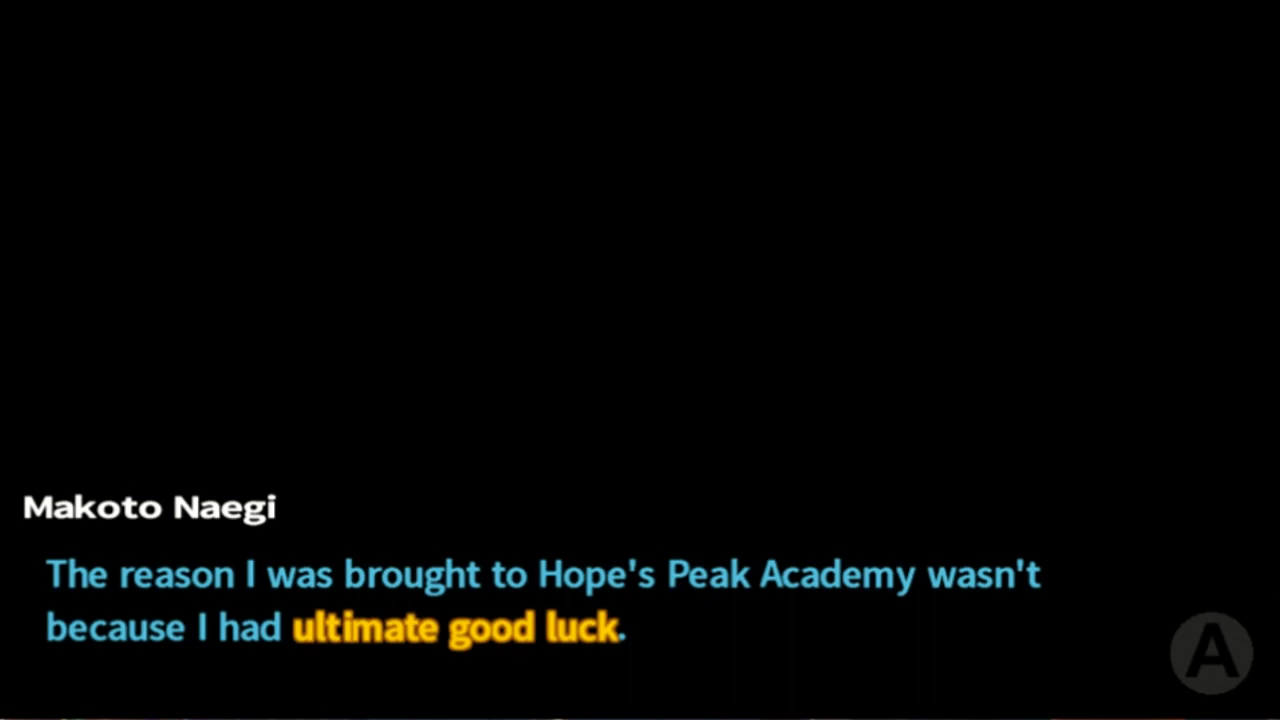 Makoto Naegi
The reason I was brought to Hope's Peak Academy wasn't
because I had ultimate good luck.
A